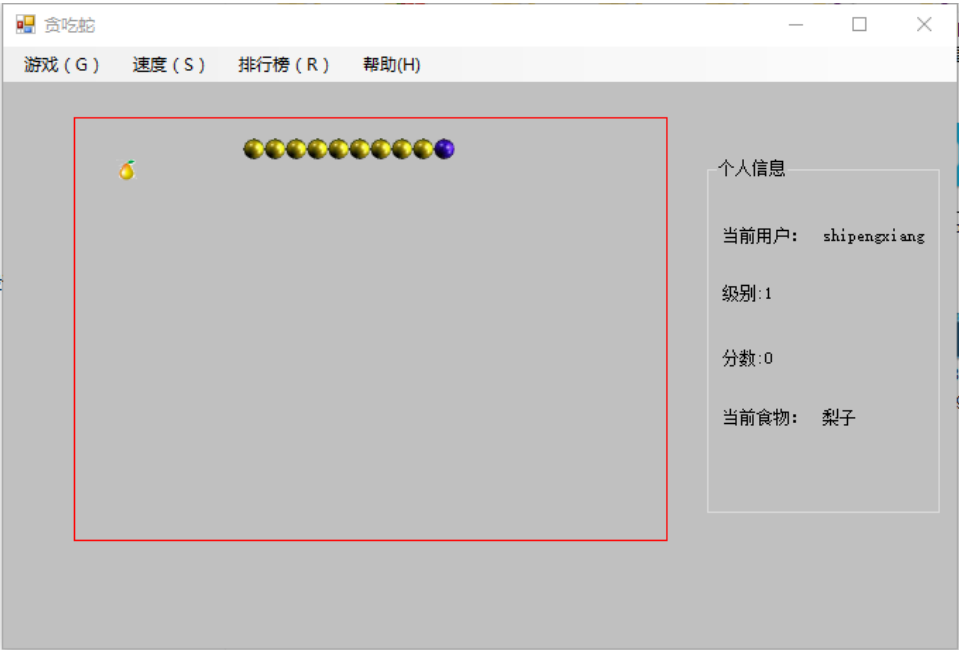 贪吃蛇
游戏(G) 速度(S) 排行榜(R) 帮助(H)
个人信息
当前用户: shipengxiang
级别:1
分数:0
当前食物: 梨子